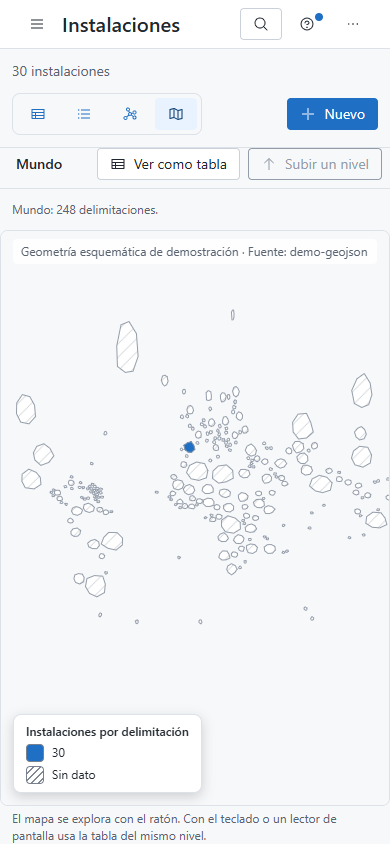 Instalaciones
30 instalaciones
Nuevo
Mundo
Ver como tabla
Subir un nivel
Mundo: 248 delimitaciones.
Geometría esquemática de demostración · Fuente: demo-geojson
Instalaciones por delimitación
30
Sin dato
El mapa se explora con el ratón. Con el teclado o un lector de
pantalla usa la tabla del mismo nivel.